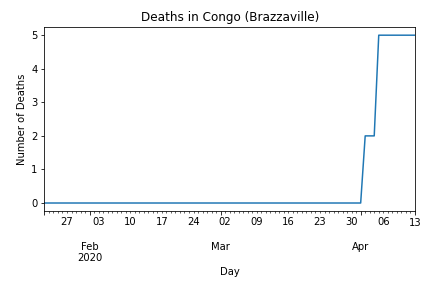 Deaths in Congo (Brazzaville)
5
4
3
2
1
0
Number of Deaths
27 03 10 17 24 02 09 16 23 30 06 13
Feb Mar Apr
2020
Day